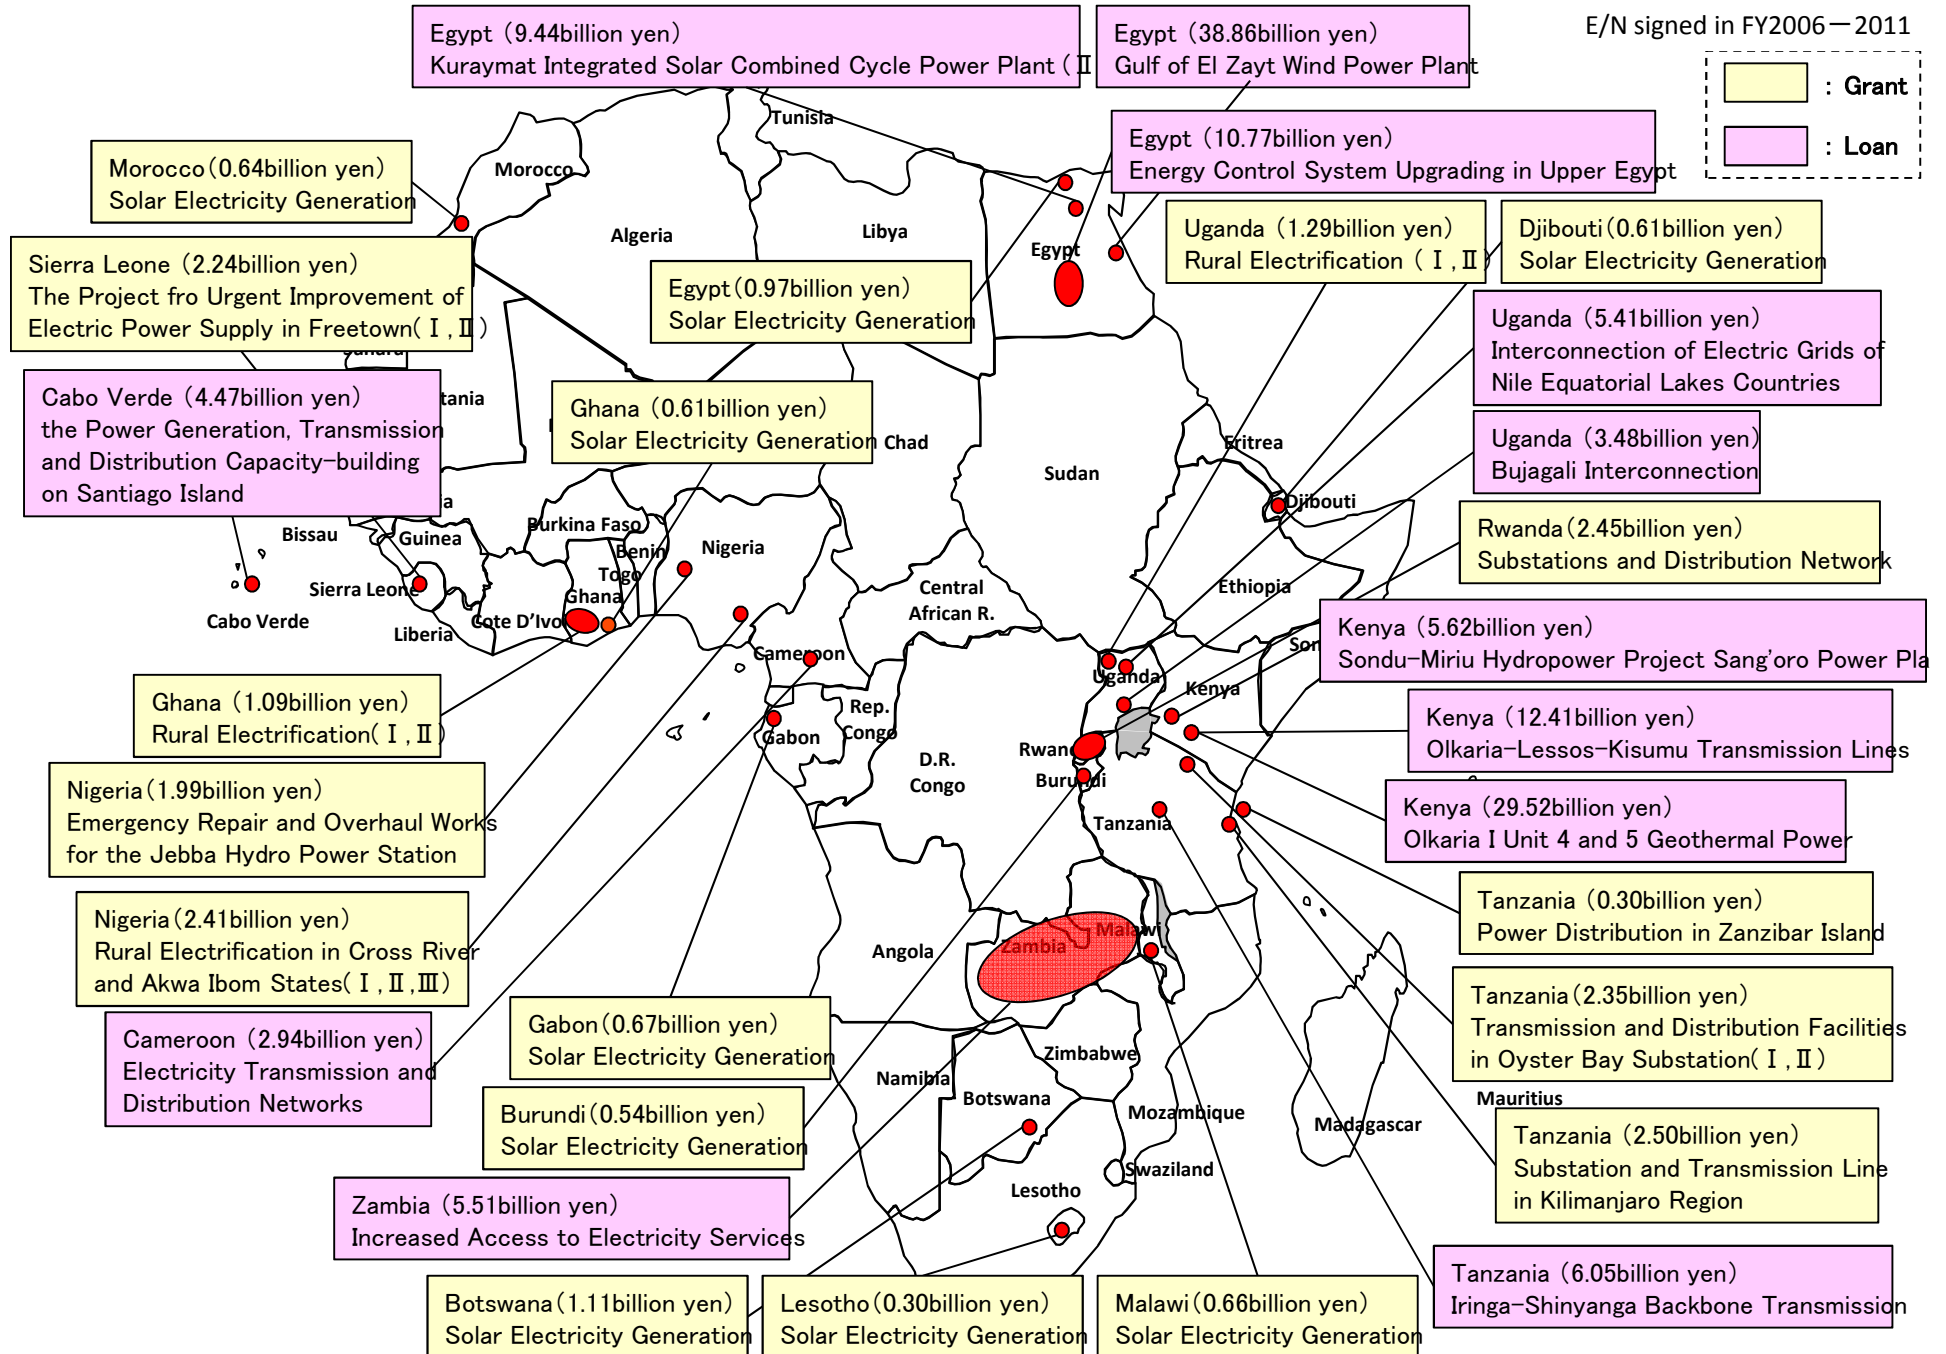 E/N signed in FY2006－2011
: Grant
: Loan
Egypt (9.44billion yen)
Kuraymat Integrated Solar Combined Cycle Power Plant (Ⅱ
Egypt (38.86billion yen)
Gulf of El Zayt Wind Power Plant
Egypt (10.77billion yen)
Energy Control System Upgrading in Upper Egypt
Morocco(0.64billion yen)
Solar Electricity Generation
Uganda (1.29billion yen)
Rural Electrification (Ⅰ,Ⅱ)
Djibouti(0.61billion yen)
Solar Electricity Generation
Sierra Leone (2.24billion yen)
The Project fro Urgent Improvement of
Electric Power Supply in Freetown(Ⅰ,Ⅱ)
Egypt(0.97billion yen)
Solar Electricity Generation
Uganda (5.41billion yen)
Interconnection of Electric Grids of
Nile Equatorial Lakes Countries
Cabo Verde (4.47billion yen)
the Power Generation, Transmission
and Distribution Capacity-building
on Santiago Island
Ghana (0.61billion yen)
Solar Electricity Generation
Uganda (3.48billion yen)
Bujagali Interconnection
Rwanda(2.45billion yen)
Substations and Distribution Network
Kenya (5.62billion yen)
Sondu-Miriu Hydropower Project Sang'oro Power Pla
Ghana (1.09billion yen)
Rural Electrification(Ⅰ,Ⅱ)
Kenya (12.41billion yen)
Olkaria-Lessos-Kisumu Transmission Lines
Nigeria(1.99billion yen)
Emergency Repair and Overhaul Works
for the Jebba Hydro Power Station
Kenya (29.52billion yen)
Olkaria I Unit 4 and 5 Geothermal Power
Nigeria(2.41billion yen)
Rural Electrification in Cross River
and Akwa Ibom States(Ⅰ,Ⅱ,Ⅲ)
Tanzania(0.30billion yen)
Power Distribution in Zanzibar Island
Cameroon (2.94billion yen)
Electricity Transmission and
Distribution Networks
Gabon(0.67billion yen)
Solar Electricity Generation
Tanzania(2.35billion yen)
Transmission and Distribution Facilities
in Oyster Bay Substation(Ⅰ,Ⅱ)
Burundi(0.54billion yen)
Solar Electricity Generation
Tanzania (2.50billion yen)
Substation and Transmission Line
in Kilimanjaro Region
Zambia (5.51billion yen)
Increased Access to Electricity Services
Tanzania (6.05billion yen)
Iringa-Shinyanga Backbone Transmission
Botswana(1.11billion yen)
Solar Electricity Generation
Lesotho(0.30billion yen)
Solar Electricity Generation
Malawi(0.66billion yen)
Solar Electricity Generation
Tunisia
Morocco
Algeria
Libya
Egypt
tania
Chad
Sudan
Eritrea
Djibouti
Bissau
Guinea
Burkina Faso
Benin
Togo
Nigeria
Ghana
Sierra Leone
Liberia
Cote D'Ivo
Cabo Verde
Central
African R.
Ethiopia
Cameroon
Uganda
Kenya
Rep.
Congo
Gabon
D.R.
Congo
Rwan
Burundi
Tanzania
Angola
Zambia
Malawi
Namibia
Zimbabwe
Botswana
Mozambique
Madagascar
Mauritius
Swaziland
Lesotho